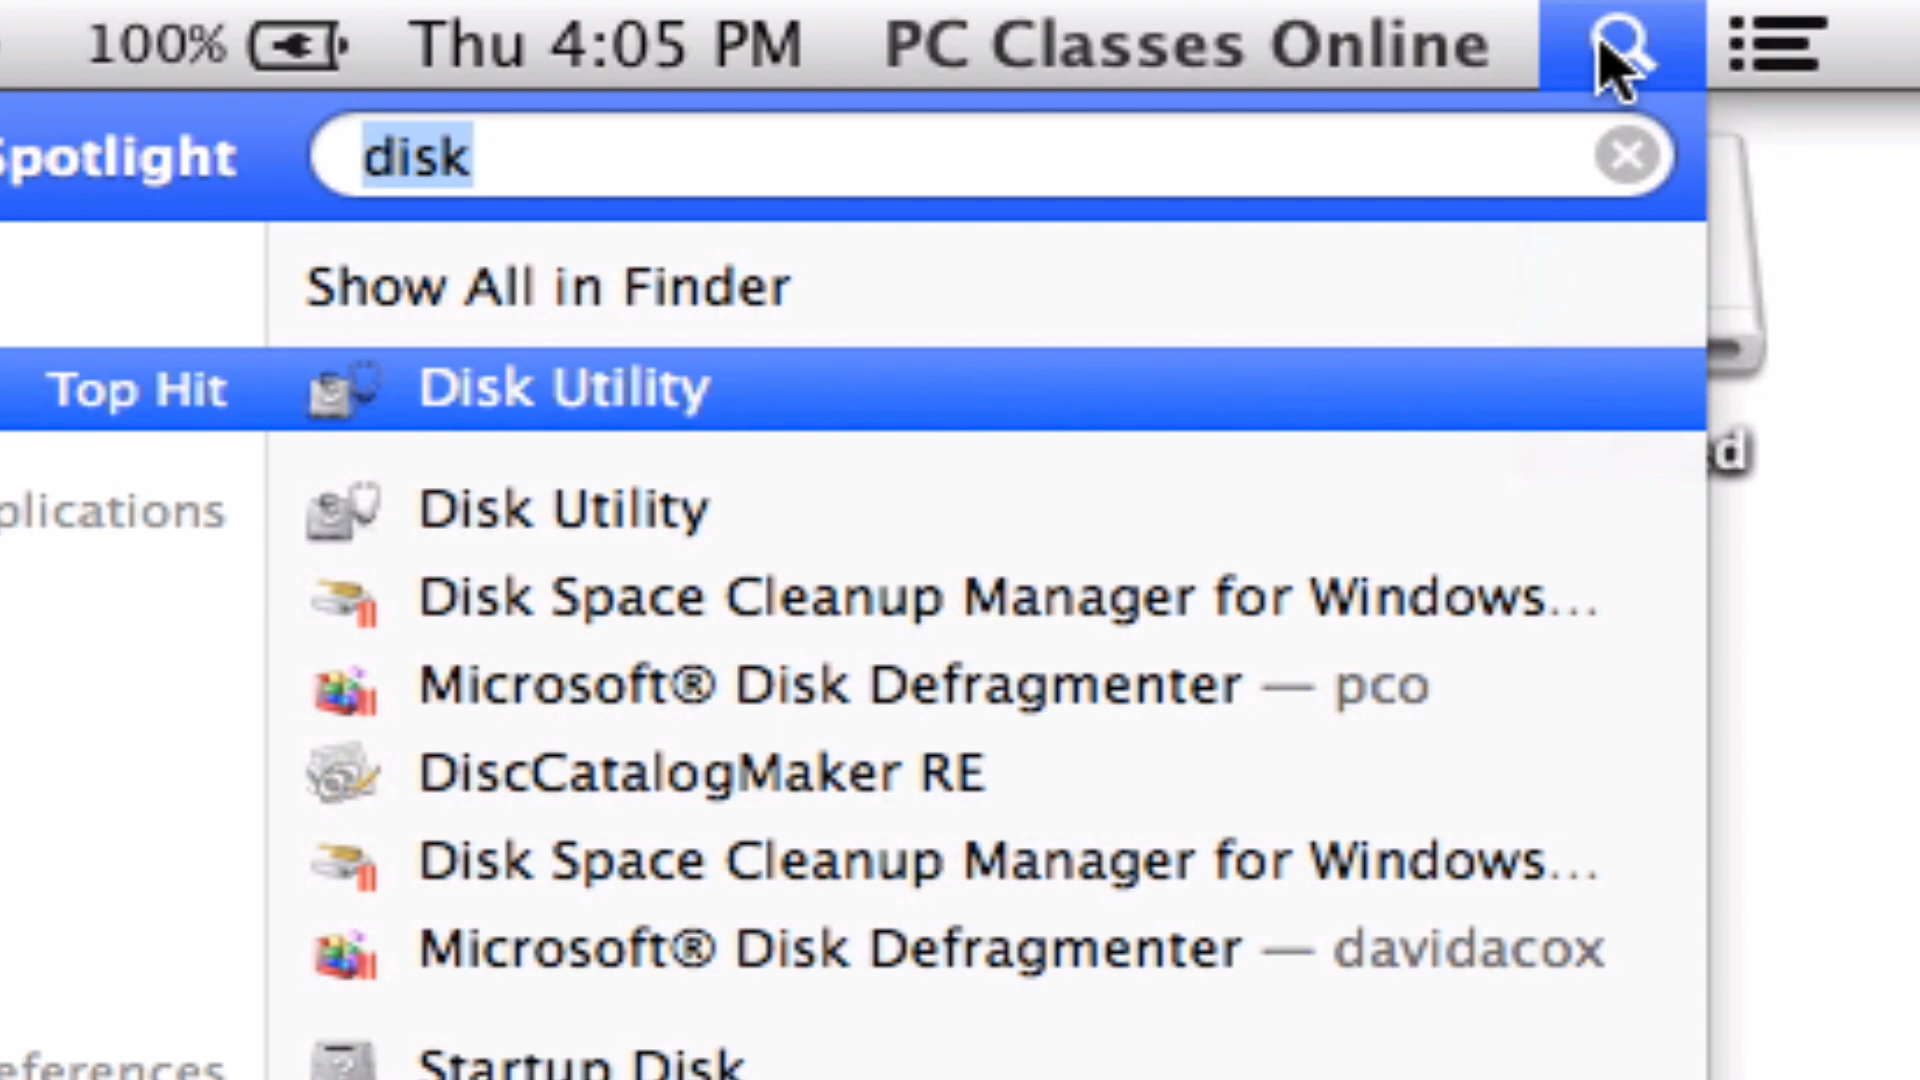 100% Thu 4:05 PM PC Classes Online
Spotlight disk
Show All in Finder
Top Hit Disk Utility
plications Disk Utility
Disk Space Cleanup Manager for Windows...
Microsoft® Disk Defragmenter — pco
DiscCatalogMaker RE
Disk Space Cleanup Manager for Windows...
Microsoft® Disk Defragmenter — davidacox
eferences Startup Disk